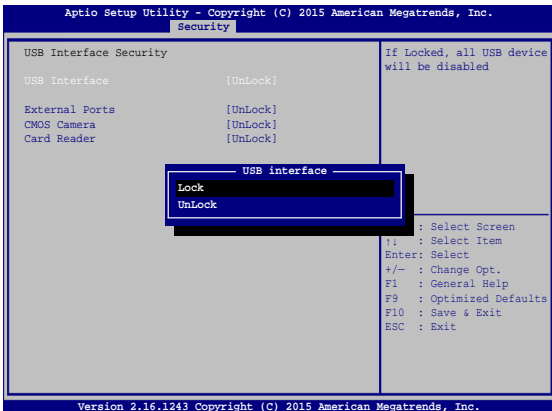 Aptio Setup Utility - Copyright (C) 2015 American Megatrends, Inc.
Security
USB Interface Security
USB Interface [UnLock]
External Ports [UnLock]
CMOS Camera [UnLock]
Card Reader [UnLock]
If Locked, all USB device
will be disabled
USB interface
Lock
UnLock
: Select Screen
↑↓ : Select Item
Enter: Select
+/— : Change Opt.
F1 : General Help
F9 : Optimized Defaults
F10 : Save & Exit
ESC : Exit
Version 2.16.1243 Copyright (C) 2015 American Megatrends, Inc.